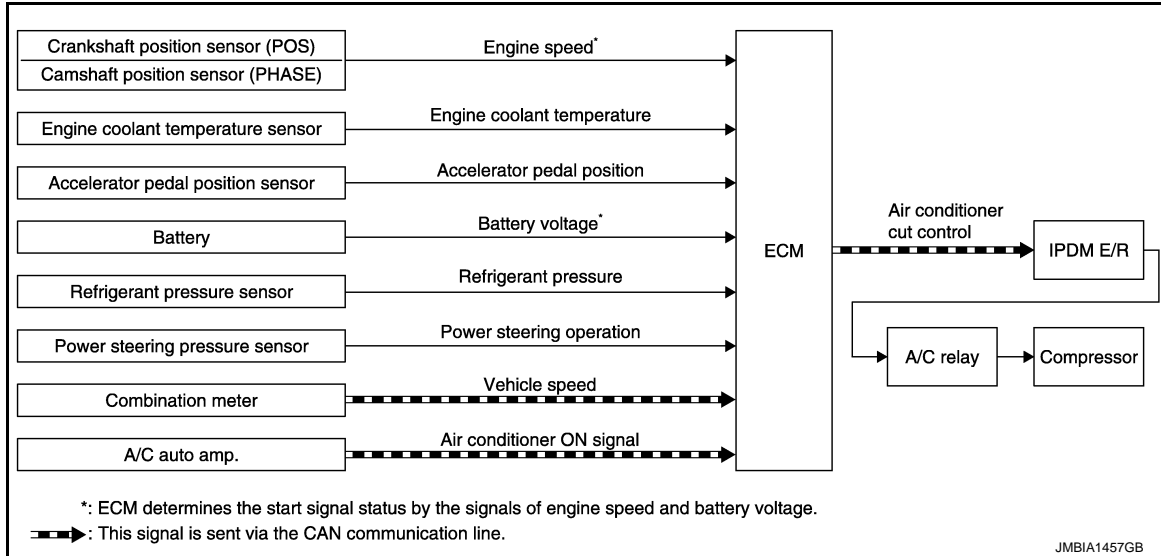 Crankshaft position sensor (POS)
Camshaft position sensor (PHASE)
Engine speed*
Engine coolant temperature sensor
Engine coolant temperature
Accelerator pedal position sensor
Accelerator pedal position
Battery
Battery voltage*
Refrigerant pressure sensor
Refrigerant pressure
Power steering pressure sensor
Power steering operation
Combination meter
Vehicle speed
A/C auto amp.
Air conditioner ON signal
ECM
Air conditioner
cut control
IPDM E/R
A/C relay
Compressor
*: ECM determines the start signal status by the signals of engine speed and battery voltage.
: This signal is sent via the CAN communication line.
JMBIA1457GB